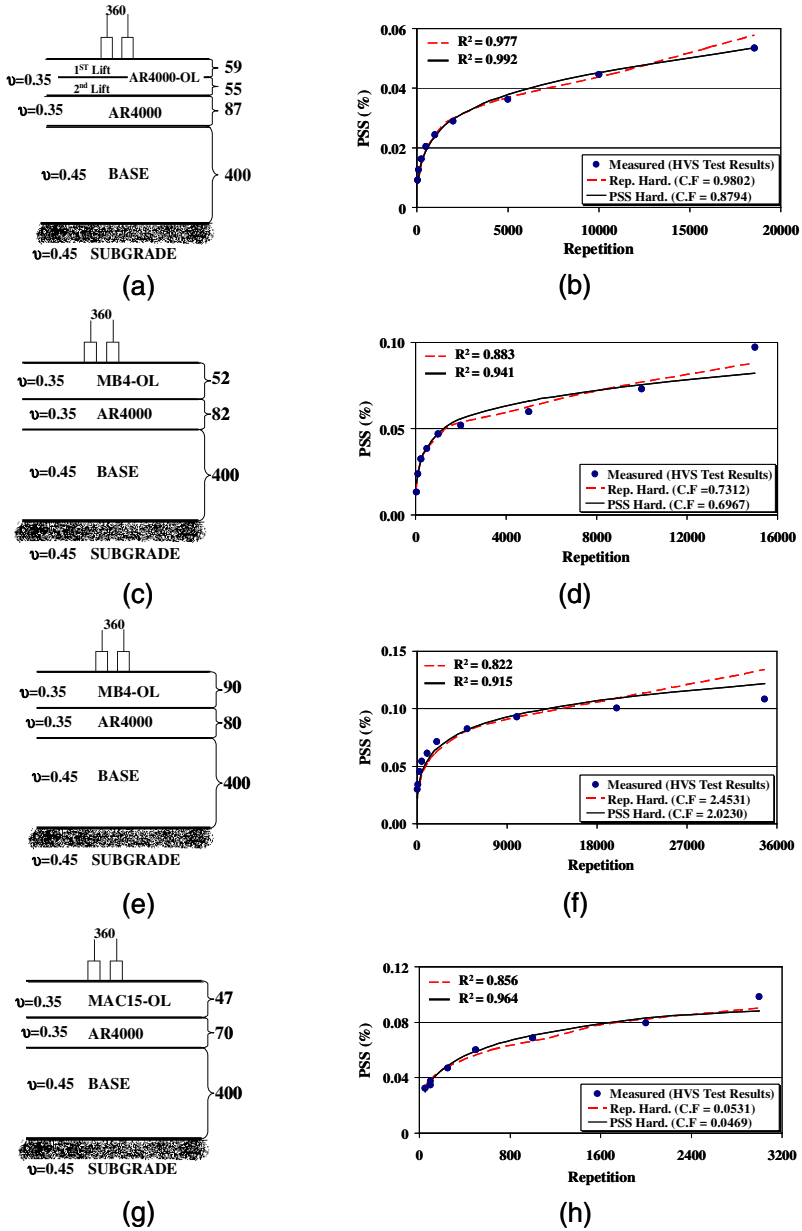 360
1ST Lift
υ=0.35
AR4000-OL
2nd Lift
59
55
υ=0.35
AR4000
87
υ=0.45
BASE
400
υ=0.45
SUBGRADE
(a)
0.06
0.04
0.02
0
PSS (%)
R² = 0.977
R² = 0.992
Measured (HVS Test Results)
Rep. Hard. (C.F = 0.9802)
PSS Hard. (C.F = 0.8794)
0 5000 10000 15000 20000
Repetition
(b)
360
υ=0.35
MB4-OL
52
υ=0.35
AR4000
82
υ=0.45
BASE
400
υ=0.45
SUBGRADE
(c)
0.10
0.05
0.00
PSS (%)
R² = 0.883
R² = 0.941
Measured (HVS Test Results)
Rep. Hard. (C.F =0.7312)
PSS Hard. (C.F = 0.6967)
0 4000 8000 12000 16000
Repetition
(d)
360
υ=0.35
MB4-OL
90
υ=0.35
AR4000
80
υ=0.45
BASE
400
υ=0.45
SUBGRADE
(e)
0.15
0.10
0.05
0.00
PSS (%)
R² = 0.822
R² = 0.915
Measured (HVS Test Results)
Rep. Hard. (C.F = 2.4531)
PSS Hard. (C.F = 2.0230)
0 9000 18000 27000 36000
Repetition
(f)
360
υ=0.35
MAC15-OL
47
υ=0.35
AR4000
70
υ=0.45
BASE
400
υ=0.45
SUBGRADE
(g)
0.12
0.08
0.04
0
PSS (%)
R² = 0.856
R² = 0.964
Measured (HVS Test Results)
Rep. Hard. (C.F = 0.0531)
PSS Hard. (C.F = 0.0469)
0 800 1600 2400 3200
Repetition
(h)